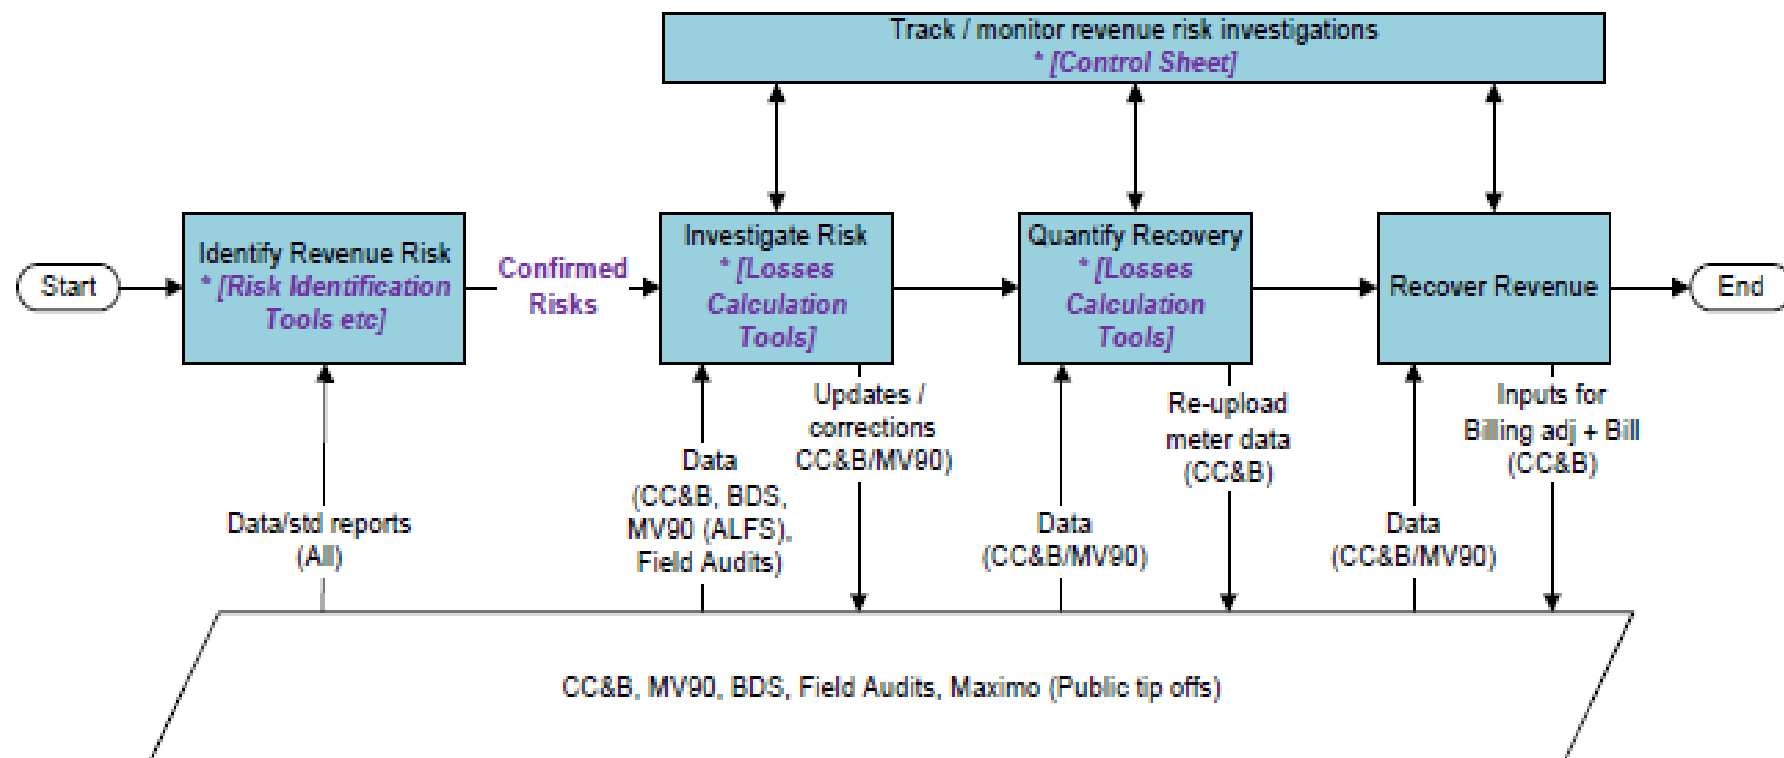 Track / monitor revenue risk investigations
* [Control Sheet]
Start
Identify Revenue Risk
* [Risk Identification
Tools etc]
Confirmed
Risks
Investigate Risk
* [Losses
Calculation
Tools]
Quantify Recovery
* [Losses
Calculation
Tools]
Recover Revenue
End
Data/std reports
(All)
Data
(CC&B, BDS,
MV90 (ALFS),
Field Audits)
Updates /
corrections
CC&B/MV90)
Data
(CC&B/MV90)
Re-upload
meter data
(CC&B)
Data
(CC&B/MV90)
Inputs for
Billing adj + Bill
(CC&B)
CC&B, MV90, BDS, Field Audits, Maximo (Public tip offs)